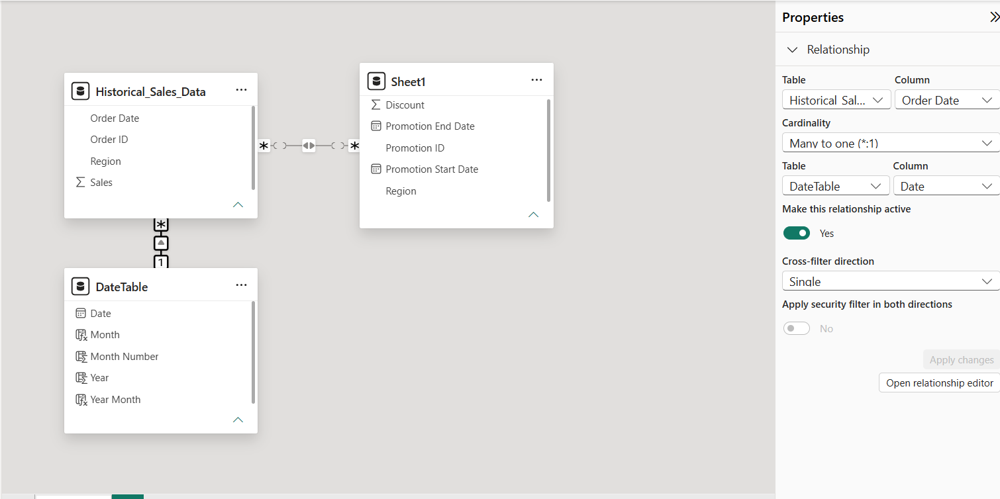 Historical_Sales_Data
Order Date
Order ID
Region
Sales
*
*
Sheet1
Discount
Promotion End Date
Promotion ID
Promotion Start Date
Region
*
1
DateTable
Date
Month
Month Number
Year
Year Month
Properties
Relationship
Table Column
Historical Sal... Order Date
Cardinality
Many to one (*:1)
Table Column
DateTable Date
Make this relationship active
Yes
Cross-filter direction
Single
Apply security filter in both directions
No
Apply changes
Open relationship editor